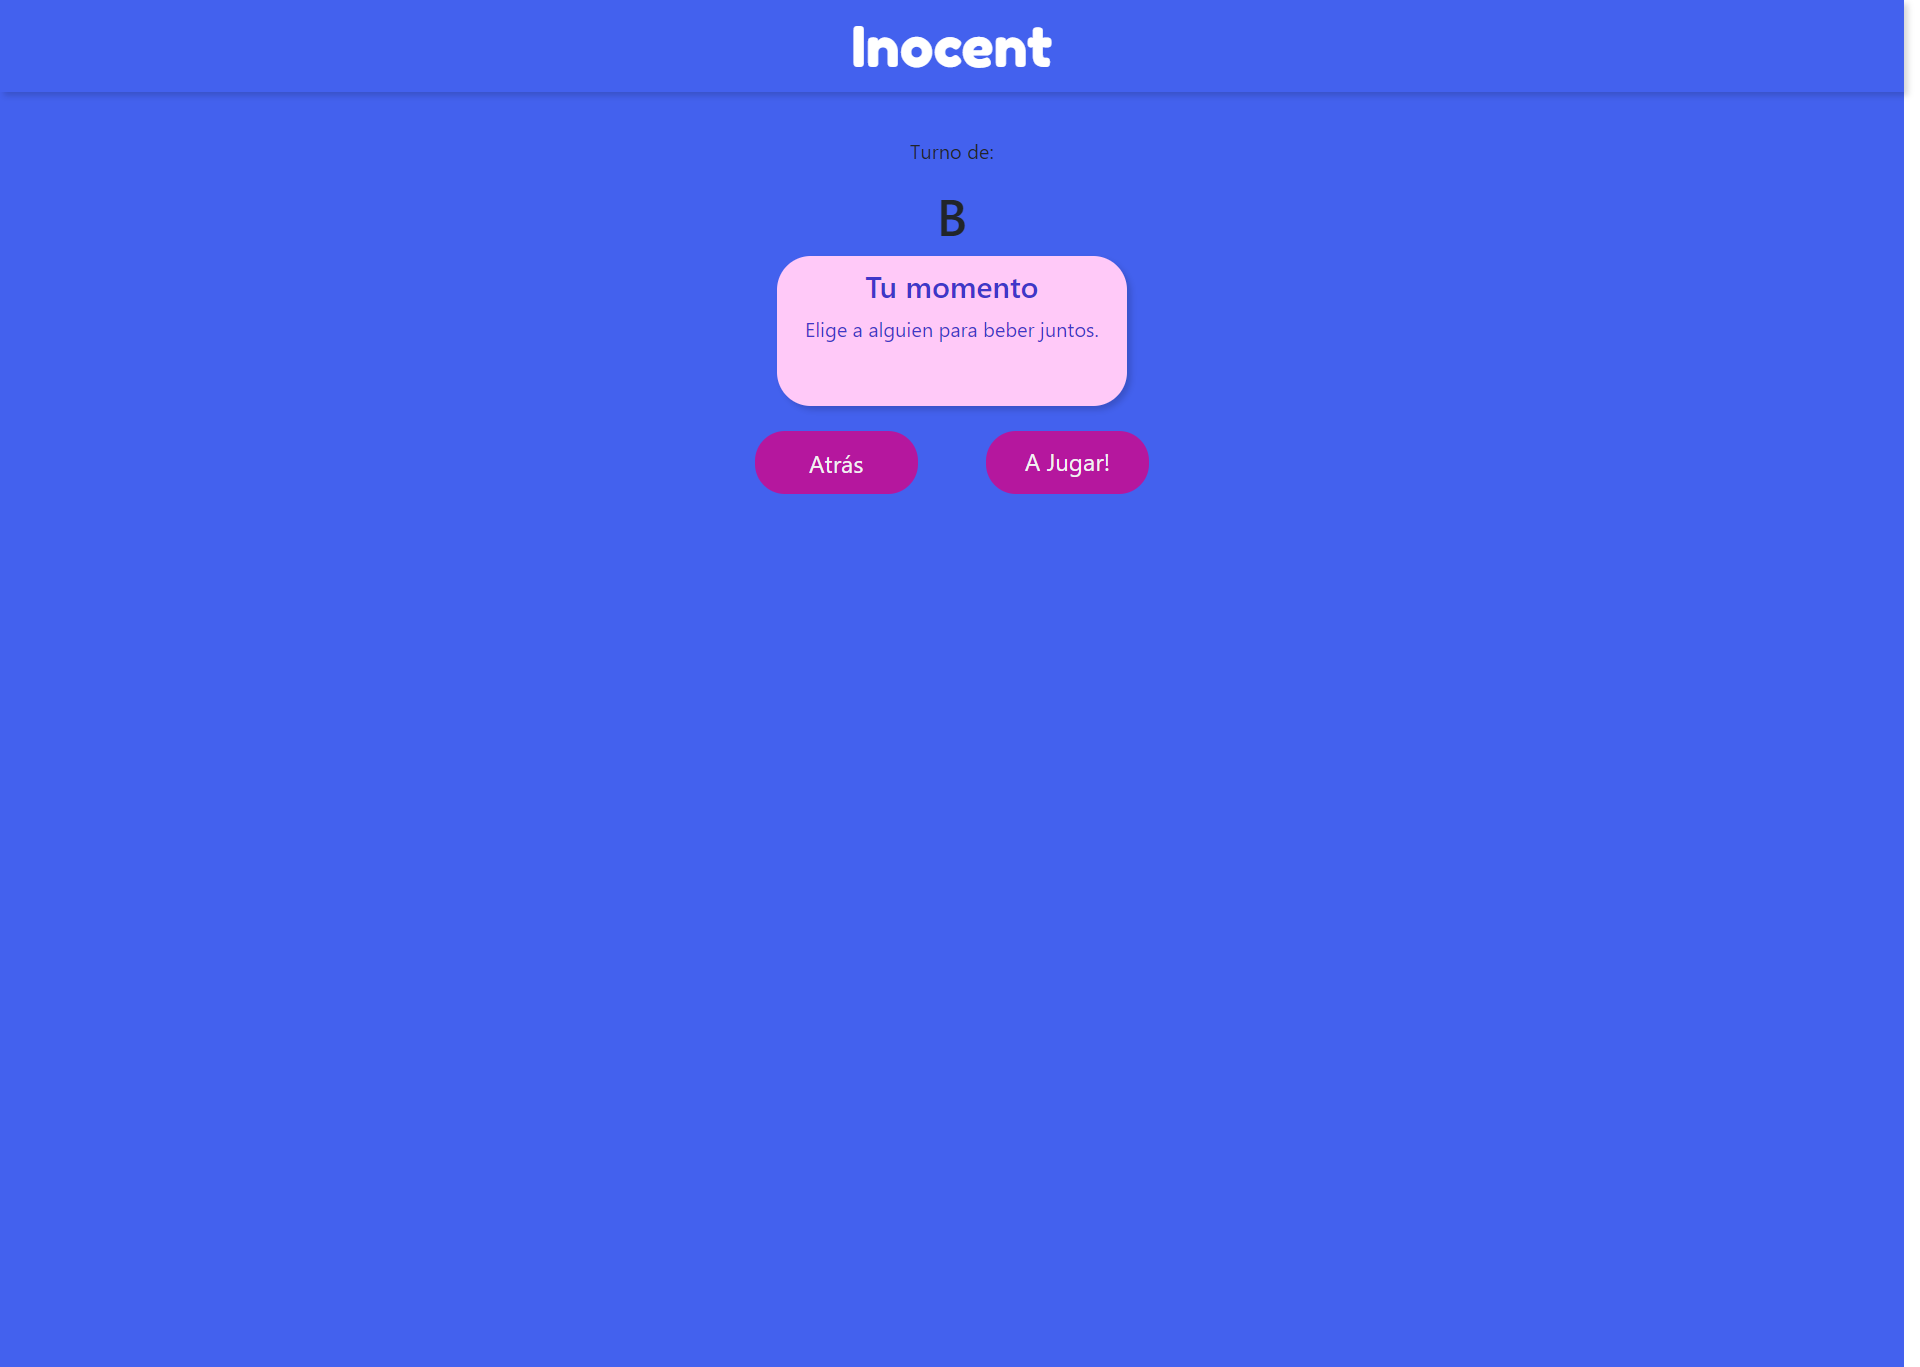 Inocent
Turno de:
B
Tu momento
Elige a alguien para beber juntos.
Atrás
A Jugar!